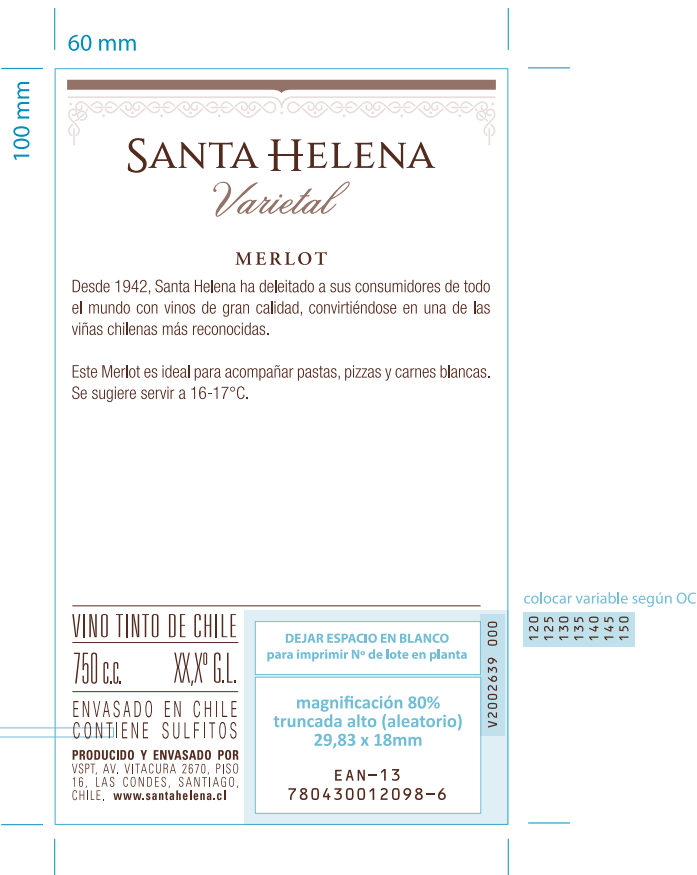 60 mm
100 mm
SANTA HELENA
Varietal
MERLOT
Desde 1942, Santa Helena ha deleitado a sus consumidores de todo
el mundo con vinos de gran calidad, convirtiéndose en una de las
viñas chilenas más reconocidas.
Este Merlot es ideal para acompañar pastas, pizzas y carnes blancas.
Se sugiere servir a 16-17°C.
VINO TINTO DE CHILE
750 c.c. XX,Xº G.L.
ENVASADO EN CHILE
CONTIENE SULFITOS
PRODUCIDO Y ENVASADO POR
VSPT, AV. VITACURA 2670, PISO
16, LAS CONDES, SANTIAGO,
CHILE. www.santahelena.cl
DEJAR ESPACIO EN BLANCO
para imprimir Nº de lote en planta
magnificación 80%
truncada alto (aleatorio)
29,83 x 18mm
EAN-13
780430012098-6
V2002639 000
colocar variable según OC
120
125
130
135
140
145
150